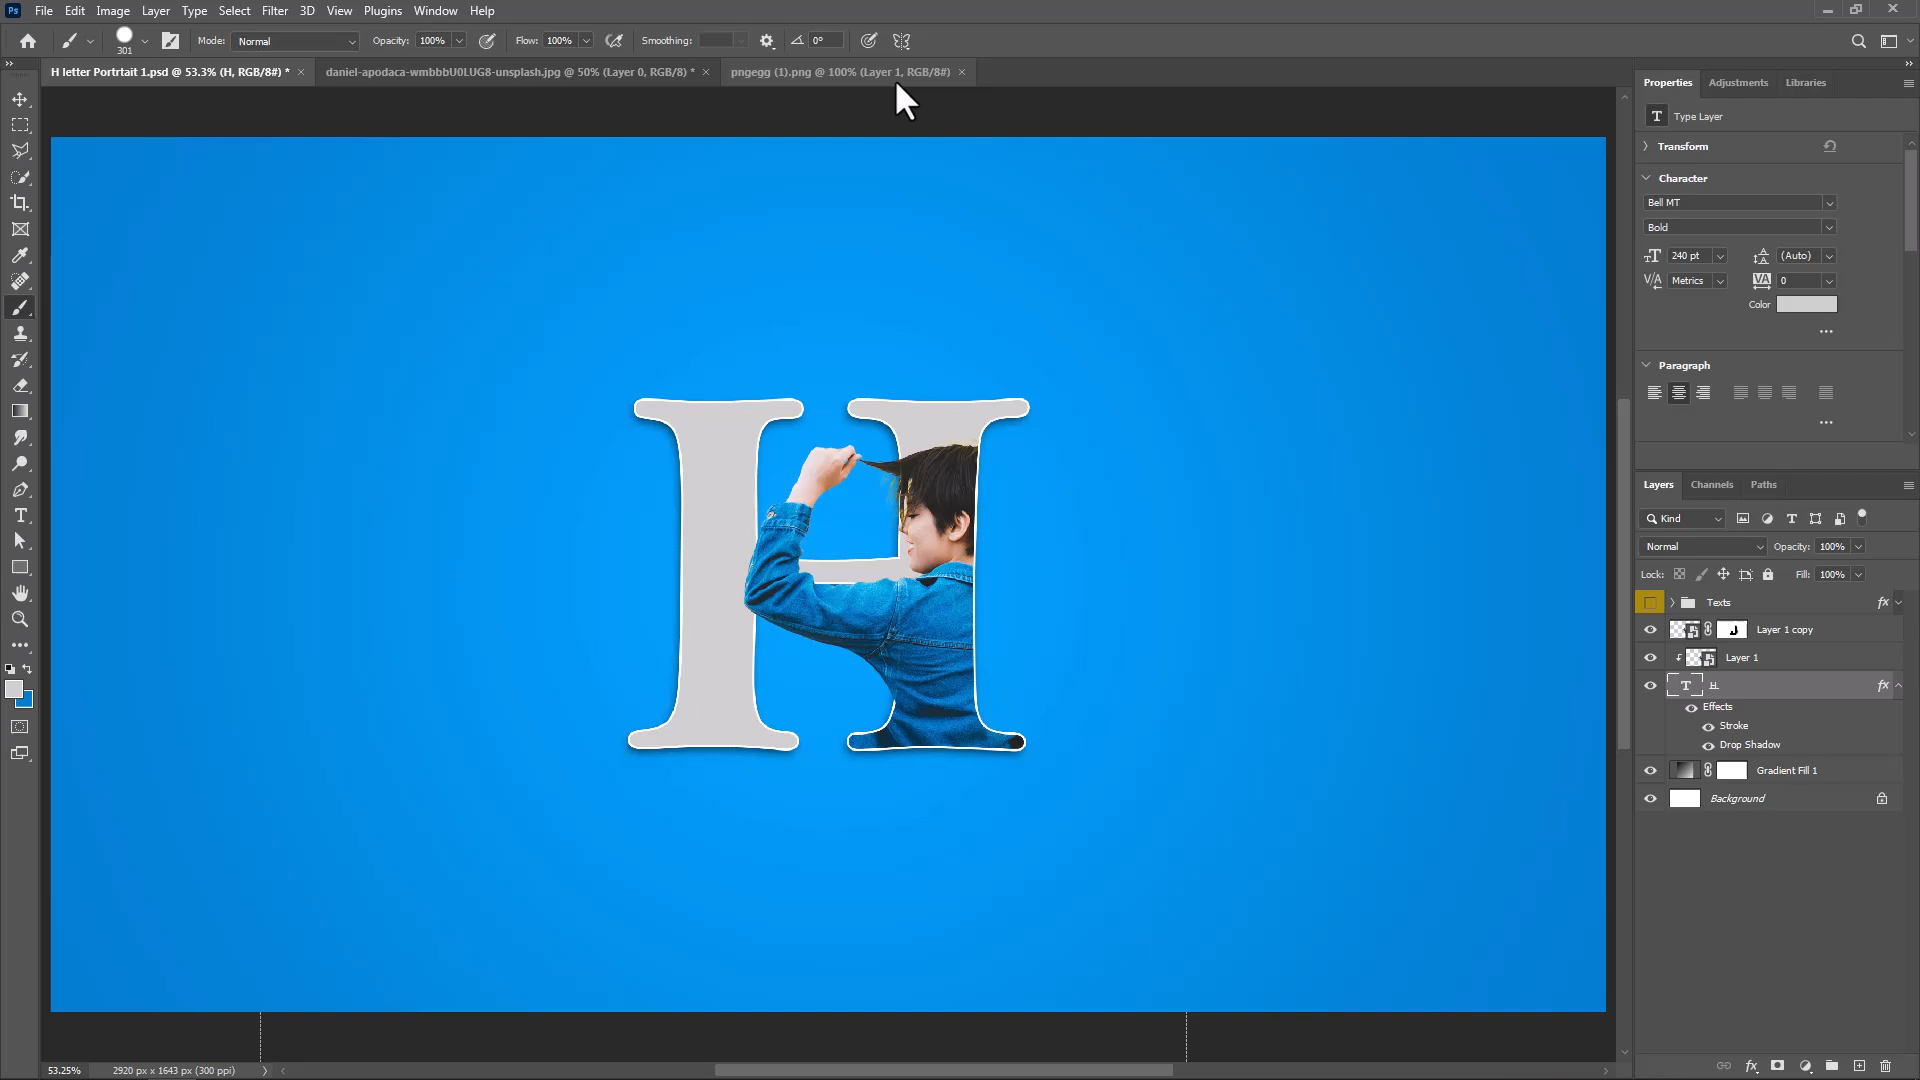 Ps File Edit Image Layer Type Select Filter 3D View Plugins Window Help
301 Mode: Normal Opacity: 100% Flow: 100% Smoothing: 0°
H letter Portrtait 1.psd @ 53.3% (H, RGB/8#) * × daniel-apodaca-wmbbbU0LUG8-unsplash.jpg @ 50% (Layer 0, RGB/8) * × pngegg (1).png @ 100% (Layer 1, RGB/8#) ×
Properties Adjustments Libraries
T Type Layer
Transform
Character
Bell MT
Bold
240 pt (Auto)
Metrics 0
Color
Paragraph
H
Layers Channels Paths
Kind
Normal Opacity: 100%
Lock: Fill: 100%
Texts fx
Layer 1 copy
Layer 1
T H fx
Effects
Stroke
Drop Shadow
Gradient Fill 1
Background
53.25% 2920 px x 1643 px (300 ppi)